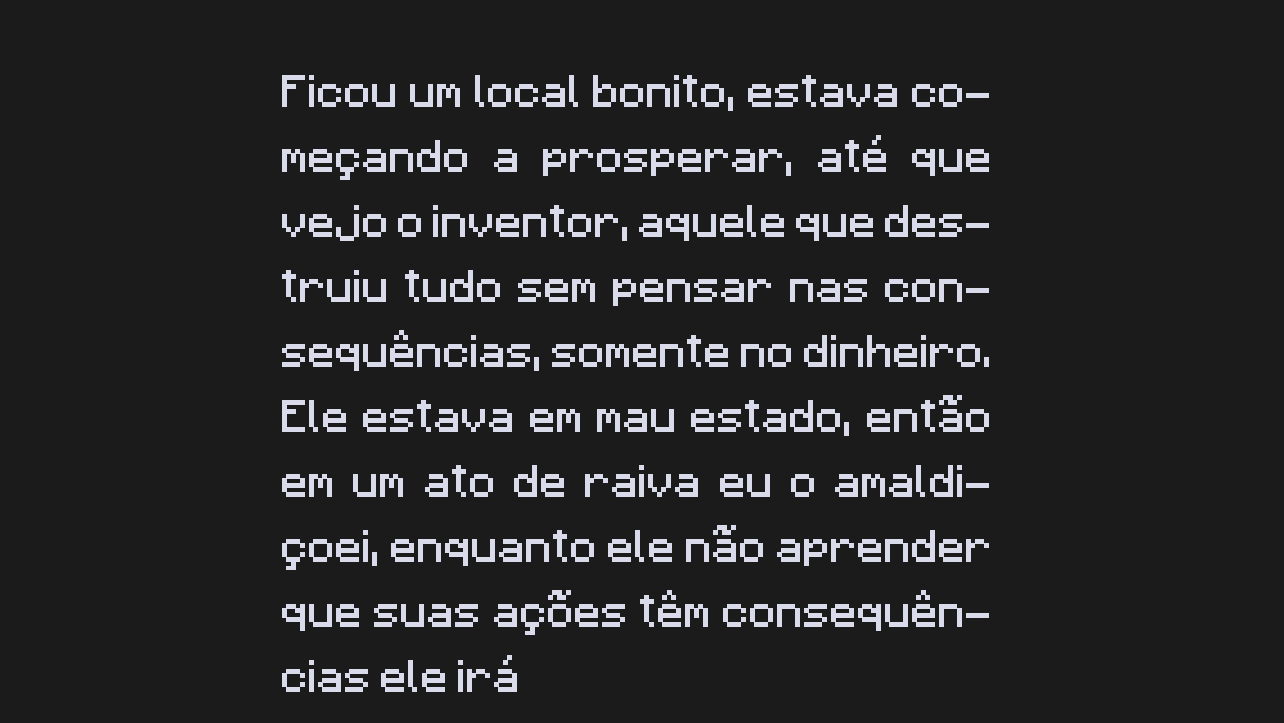 Ficou um local bonito, estava co-
meçando a prosperar, até que
vejo o inventor, aquele que des-
truiu tudo sem pensar nas con-
sequências, somente no dinheiro.
Ele estava em mau estado, então
em um ato de raiva eu o amaldi-
çoei, enquanto ele não aprender
que suas ações têm consequên-
cias ele irá